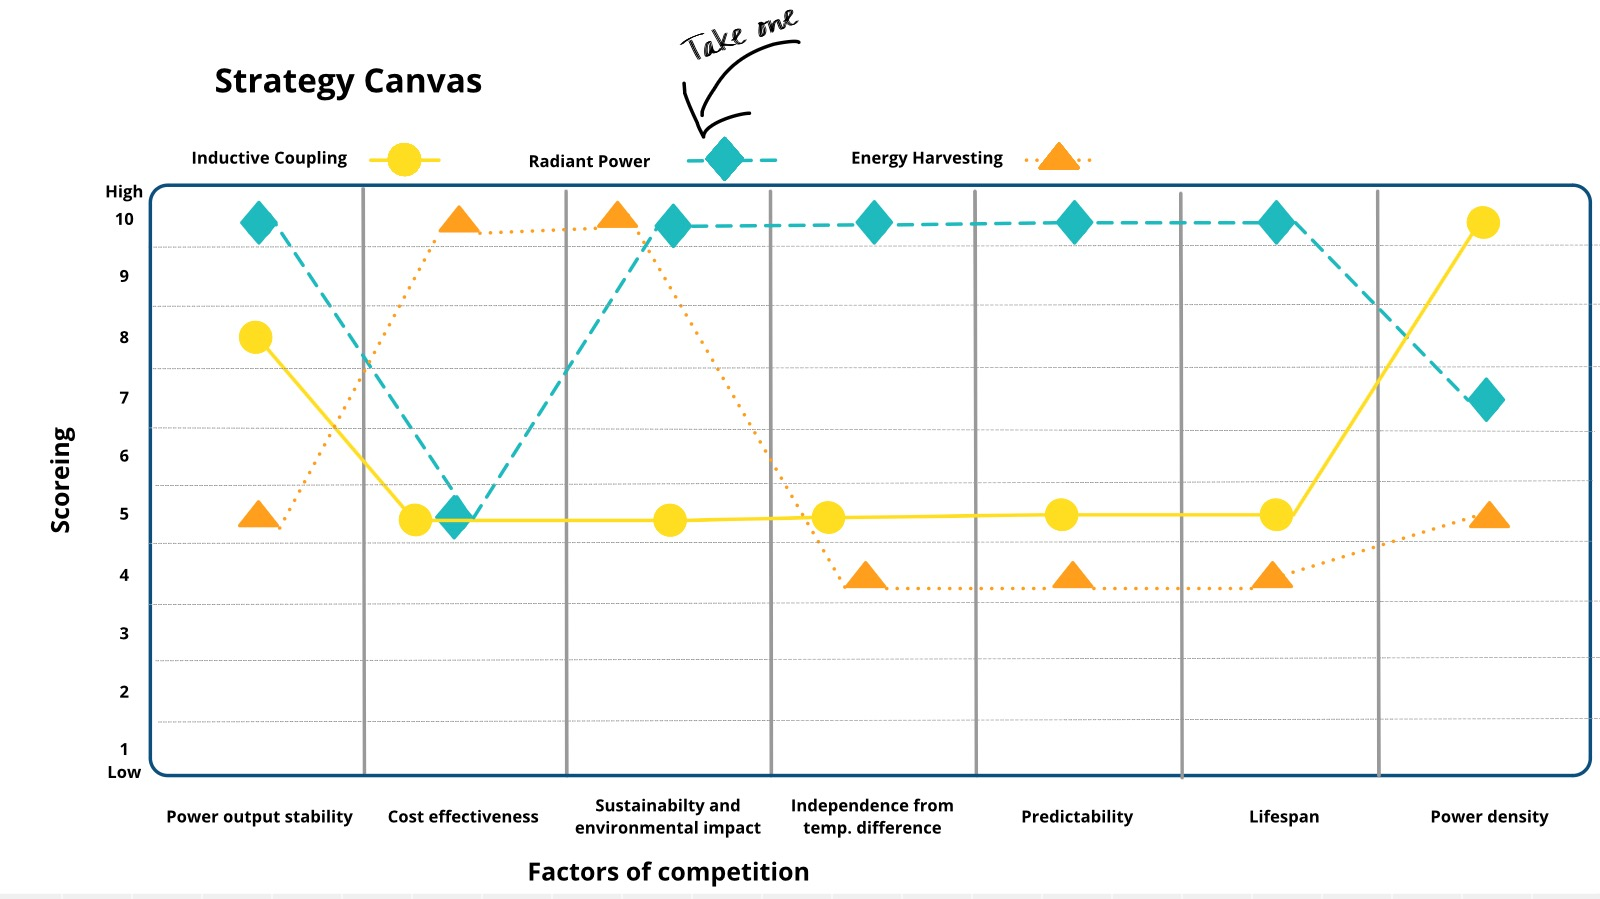 Take one
Strategy Canvas
Inductive Coupling
Radiant Power
Energy Harvesting
High
10
9
8
7
6
5
4
3
2
1
Low
Scoreing
Power output stability
Cost effectiveness
Sustainabilty and
environmental impact
Independence from
temp. difference
Predictability
Lifespan
Power density
Factors of competition